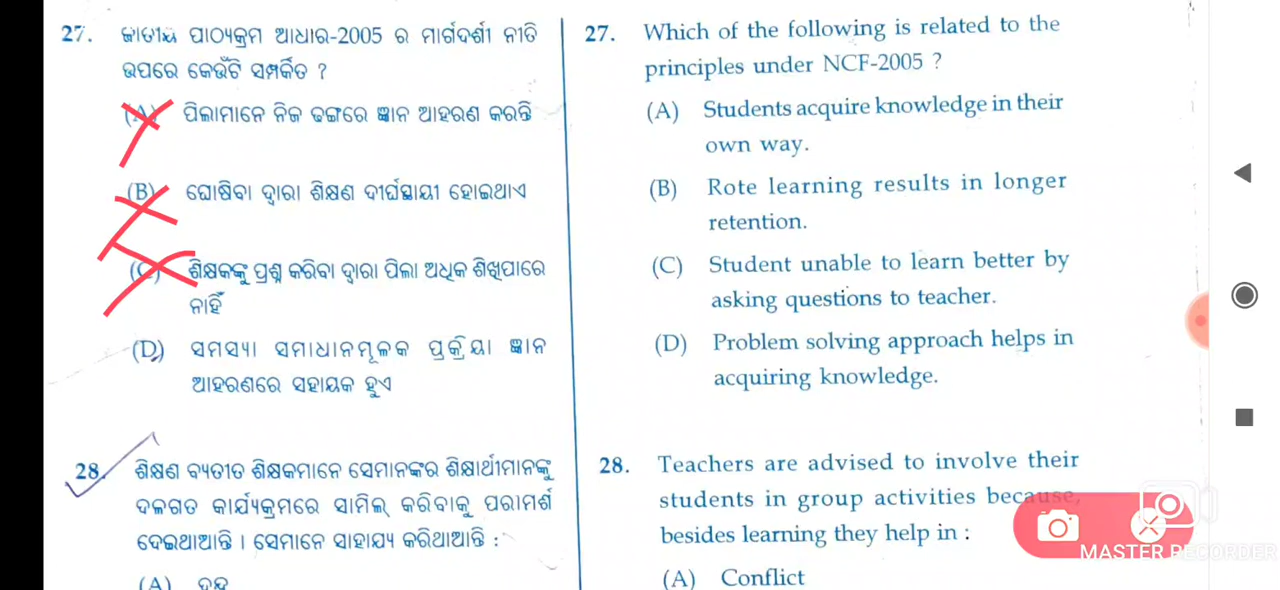 27. ଜାତୀୟ ପାଠ୍ୟକ୍ରମ ଆଧାର-2005 ର ମାର୍ଗଦର୍ଶୀ ନୀତି
ଉପରେ କେଉଁଟି ସମ୍ପର୍କିତ ?
(A) ପିଲାମାନେ ନିଜ ଢଙ୍ଗରେ ଜ୍ଞାନ ଆହରଣ କରନ୍ତି
(B) ଘୋଷିବା ଦ୍ୱାରା ଶିକ୍ଷଣ ଦୀର୍ଘସ୍ଥାୟୀ ହୋଇଥାଏ
(C) ଶିକ୍ଷକଙ୍କୁ ପ୍ରଶ୍ନ କରିବା ଦ୍ୱାରା ପିଲା ଅଧିକ ଶିଖିପାରେ
ନାହିଁ
(D) ସମସ୍ୟା ସମାଧାନମୂଳକ ପ୍ରକ୍ରିୟା ଜ୍ଞାନ
ଆହରଣରେ ସହାୟକ ହୁଏ
28. ଶିକ୍ଷଣ ବ୍ୟତୀତ ଶିକ୍ଷକମାନେ ସେମାନଙ୍କର ଶିକ୍ଷାର୍ଥୀମାନଙ୍କୁ
ଦଳଗତ କାର୍ଯ୍ୟକ୍ରମରେ ସାମିଲ୍ କରିବାକୁ ପରାମର୍ଶ
ଦେଇଥାଆନ୍ତି । ସେମାନେ ସାହାଯ୍ୟ କରିଥାଆନ୍ତି :
(A) ଦ୍ୱନ୍ଦ୍ୱ
27. Which of the following is related to the
principles under NCF-2005 ?
(A) Students acquire knowledge in their
own way.
(B) Rote learning results in longer
retention.
(C) Student unable to learn better by
asking questions to teacher.
(D) Problem solving approach helps in
acquiring knowledge.
28. Teachers are advised to involve their
students in group activities because,
besides learning they help in :
(A) Conflict
MASTER RECORDER